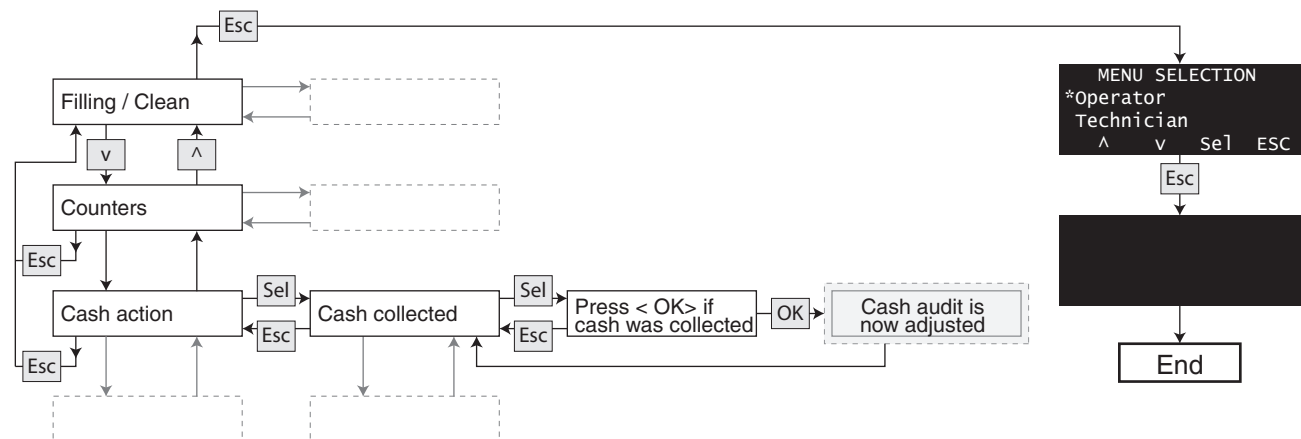 Esc
Filling / Clean
v
^
Counters
Esc
Cash action
Esc
Sel
Esc
Cash collected
Sel
Esc
Press < OK> if
cash was collected
OK
Cash audit is
now adjusted
MENU SELECTION
*Operator
Technician
^ v Sel ESC
Esc
End